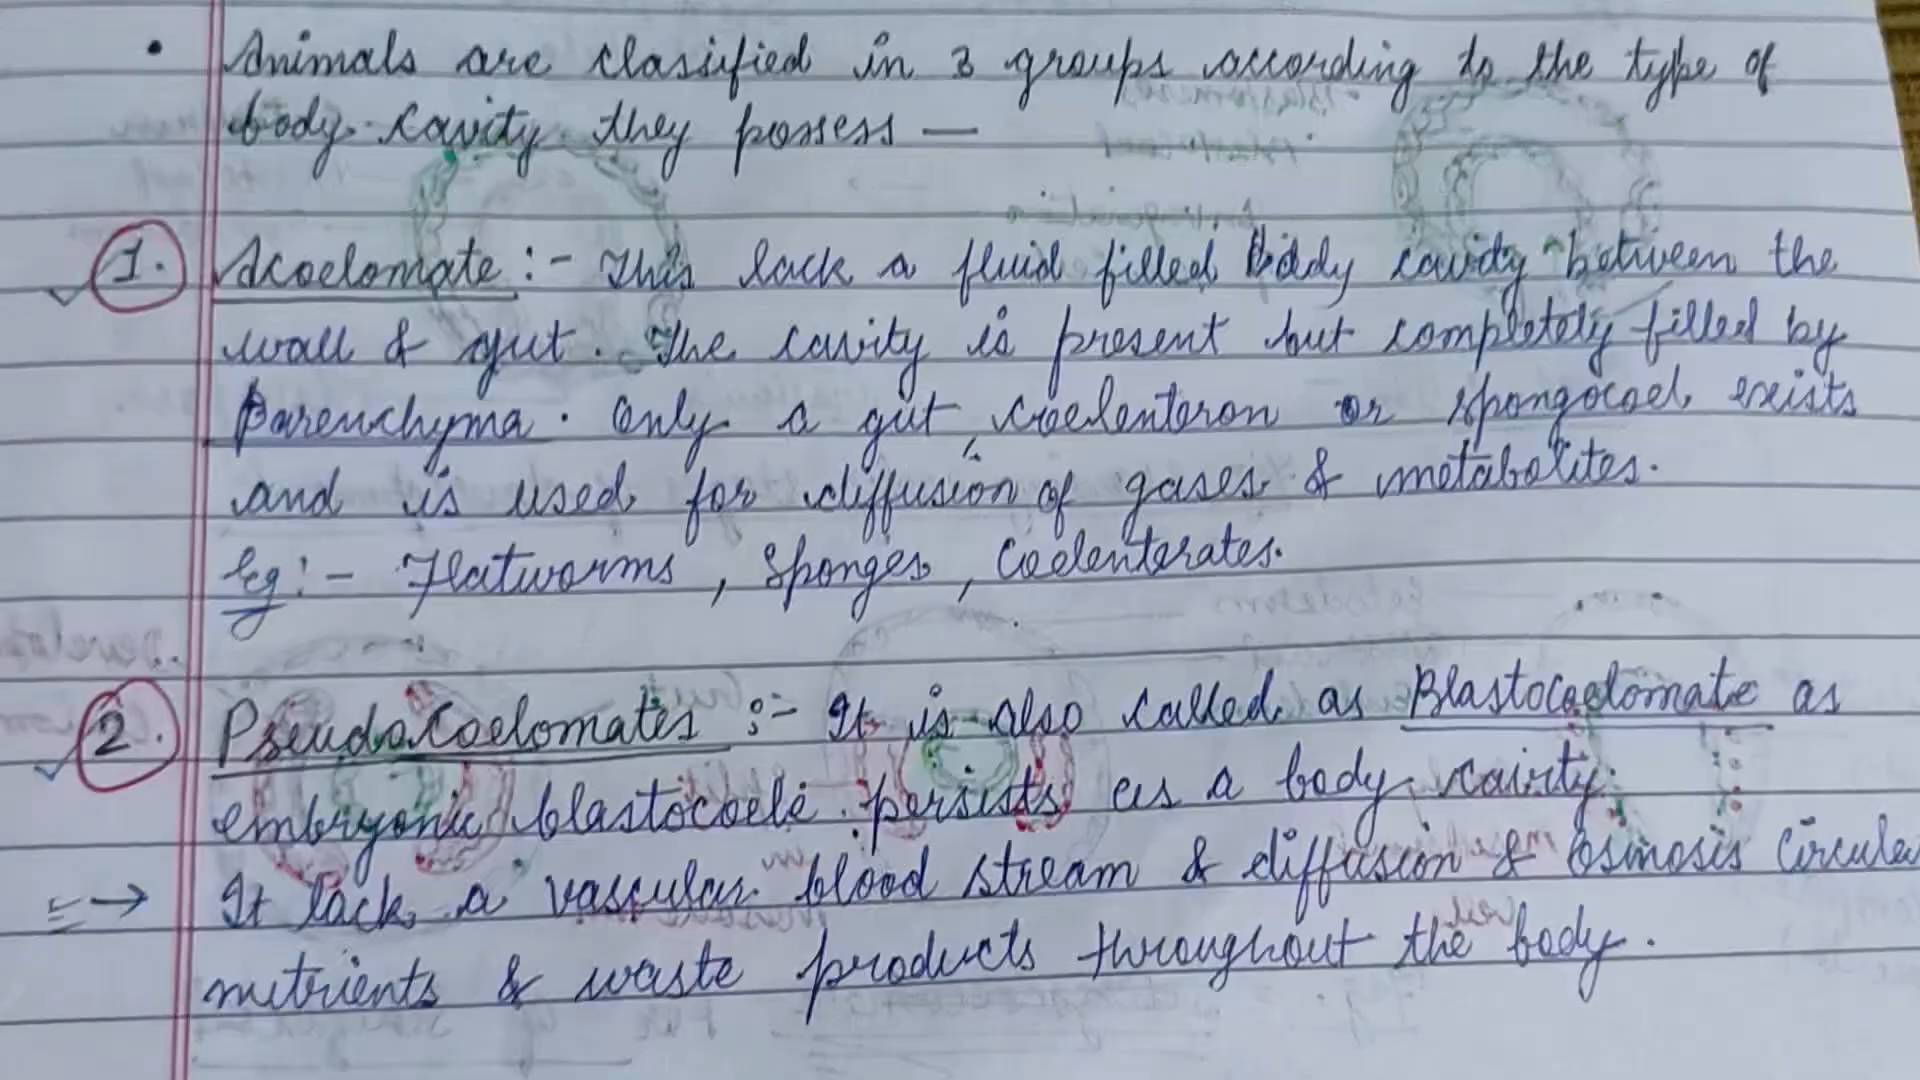 • Animals are clasified in 3 groups according to the type of
body cavity they possess —
1. Acoelomate :- This lack a fluid filled body cavity between the
wall & gut. The cavity is present but completely filled by
Parenchyma. Only a gut, coelenteron or spongocoel exists
and is used for diffusion of gases & metabolites.
Eg:- Flatworms, Sponges, Coelenterates.
2. Pseudocoelomates :- It is also called as Blastocoelomate as
embryonic blastocoele persists as a body cavity.
→ It lack a vascular blood stream & diffusion & osmosis
nutrients & waste products throughout the body.